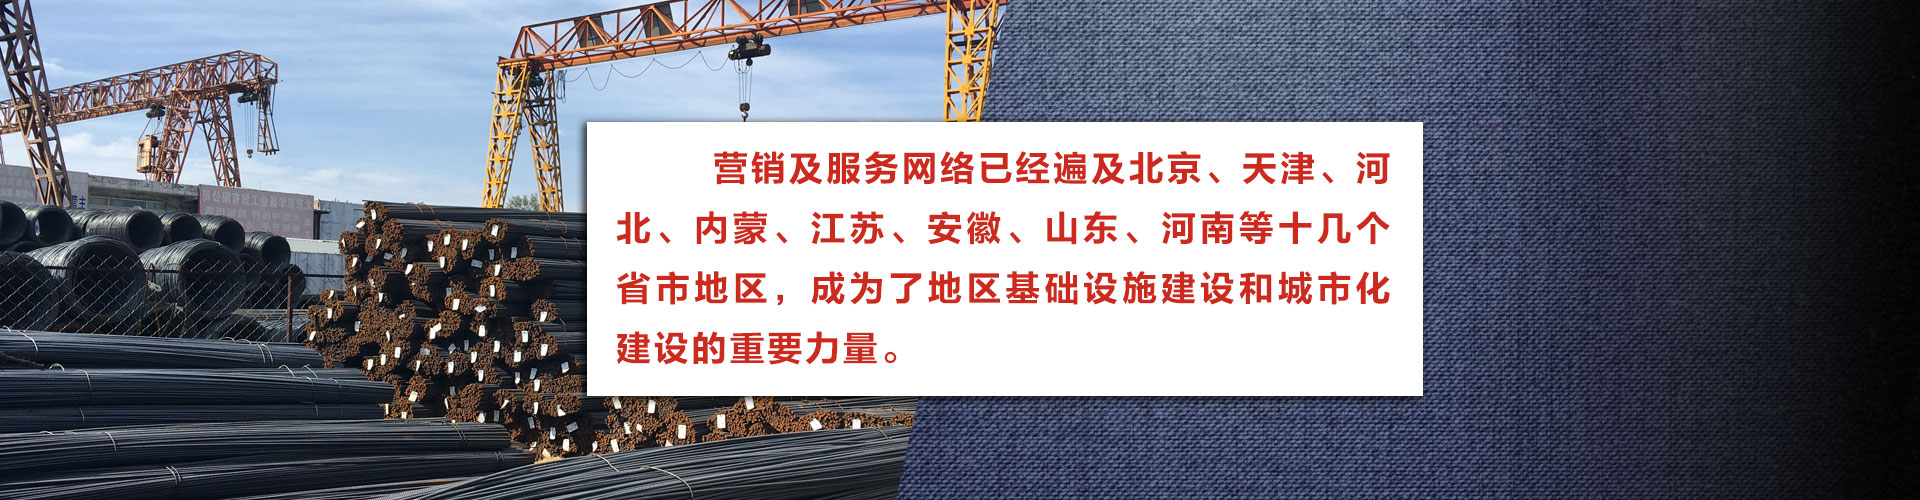 营销及服务网络已经遍及北京、天津、河
北、内蒙、江苏、安徽、山东、河南等十几个
省市地区，成为了地区基础设施建设和城市化
建设的重要力量。